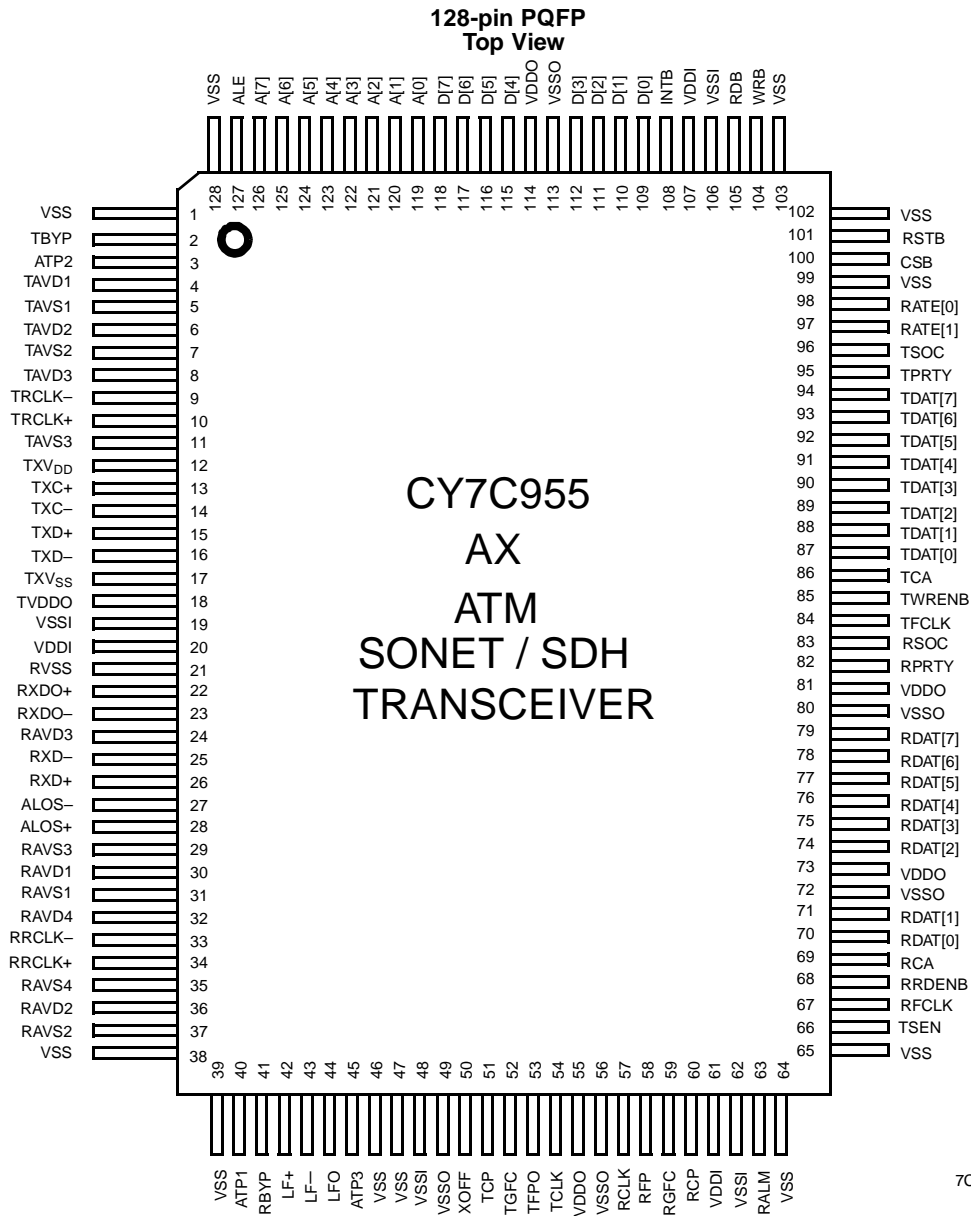 128-pin PQFP
Top View
VSS ALE A[7] A[6] A[5] A[4] A[3] A[2] A[1] A[0] D[7] D[6] D[5] D[4] VDDO VSSO D[3] D[2] D[1] D[0] INTB VDDI VSSI RDB WRB VSS
128 127 126 125 124 123 122 121 120 119 118 117 116 115 114 113 112 111 110 109 108 107 106 105 104 103
VSS 1
TBYP 2
ATP2 3
TAVD1 4
TAVS1 5
TAVD2 6
TAVS2 7
TAVD3 8
TRCLK– 9
TRCLK+ 10
TAVS3 11
TXVDD 12
TXC+ 13
TXC– 14
TXD+ 15
TXD– 16
TXVSS 17
TVDDO 18
VSSI 19
VDDI 20
RVSS 21
RXDO+ 22
RXDO– 23
RAVD3 24
RXD– 25
RXD+ 26
ALOS– 27
ALOS+ 28
RAVS3 29
RAVD1 30
RAVS1 31
RAVD4 32
RRCLK– 33
RRCLK+ 34
RAVS4 35
RAVD2 36
RAVS2 37
VSS 38
CY7C955
AX
ATM
SONET / SDH
TRANSCEIVER
102 VSS
101 RSTB
100 CSB
99 VSS
98 RATE[0]
97 RATE[1]
96 TSOC
95 TPRTY
94 TDAT[7]
93 TDAT[6]
92 TDAT[5]
91 TDAT[4]
90 TDAT[3]
89 TDAT[2]
88 TDAT[1]
87 TDAT[0]
86 TCA
85 TWRENB
84 TFCLK
83 RSOC
82 RPRTY
81 VDDO
80 VSSO
79 RDAT[7]
78 RDAT[6]
77 RDAT[5]
76 RDAT[4]
75 RDAT[3]
74 RDAT[2]
73 VDDO
72 VSSO
71 RDAT[1]
70 RDAT[0]
69 RCA
68 RRDENB
67 RFCLK
66 TSEN
65 VSS
39 40 41 42 43 44 45 46 47 48 49 50 51 52 53 54 55 56 57 58 59 60 61 62 63 64
VSS ATP1 RBYP LF+ LF– LFO ATP3 VSS VSS VSSI VSSO XOFF TCP TGFC TFPO TCLK VDDO VSSO RCLK RFP RGFC RCP VDDI VSSI RALM VSS